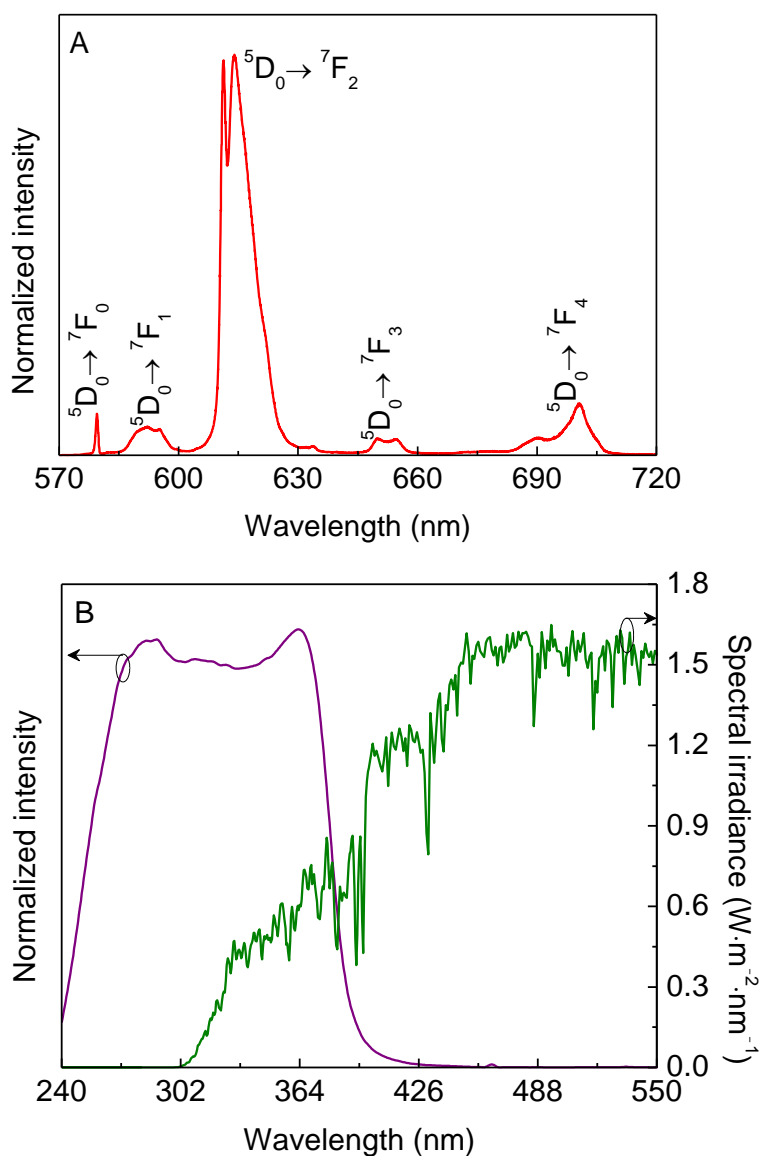 A
⁵D₀→ ⁷F₂
⁵D₀→ ⁷F₀
⁵D₀→ ⁷F₁
⁵D₀→ ⁷F₃
⁵D₀→ ⁷F₄
Normalized intensity
570 600 630 660 690 720
Wavelength (nm)
B
1.8
1.5
1.2
0.9
0.6
0.3
0.0
Normalized intensity
Spectral irradiance (W·m⁻²·nm⁻¹)
240 302 364 426 488 550
Wavelength (nm)